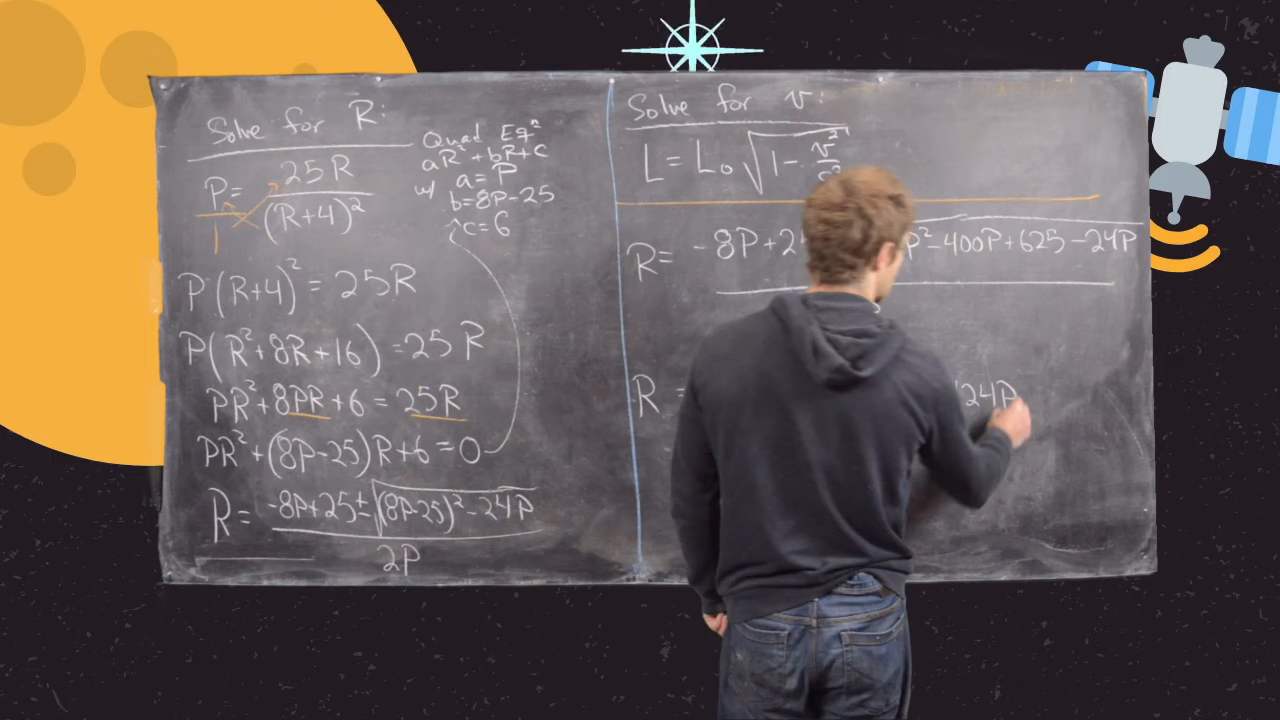 Solve for R:
P = 25R / (R+4)²
1
P·(R+4)² = 25R
P(R²+8R+16) = 25R
PR²+8PR+6 = 25R
PR²+(8P-25)R+6=0
R = -8P+25±√(8P-25)²-24P / 2P
Quad Eqⁿ
aR²+bR+c
w/ a=P
b=8P-25
c=6
Solve for v:
L = L₀ √1- v²/c²
R= -8P+2 P²-400P+625-24P
R = 24P